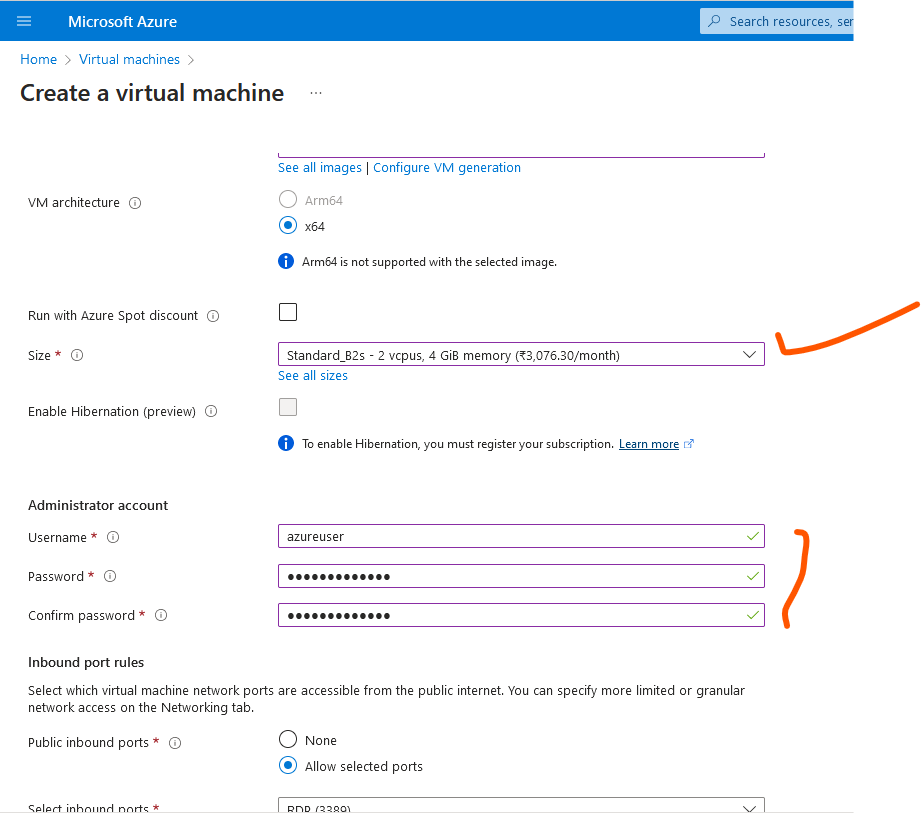 Microsoft Azure
Search resources, ser
Home > Virtual machines >
Create a virtual machine ...
See all images | Configure VM generation
VM architecture
Arm64
x64
Arm64 is not supported with the selected image.
Run with Azure Spot discount
Size *
Standard_B2s - 2 vcpus, 4 GiB memory (₹3,076.30/month)
See all sizes
Enable Hibernation (preview)
To enable Hibernation, you must register your subscription. Learn more
Administrator account
Username *
azureuser
Password *
•••••••••••••
Confirm password *
•••••••••••••
Inbound port rules
Select which virtual machine network ports are accessible from the public internet. You can specify more limited or granular
network access on the Networking tab.
Public inbound ports *
None
Allow selected ports
Select inbound ports *
RDP (3389)